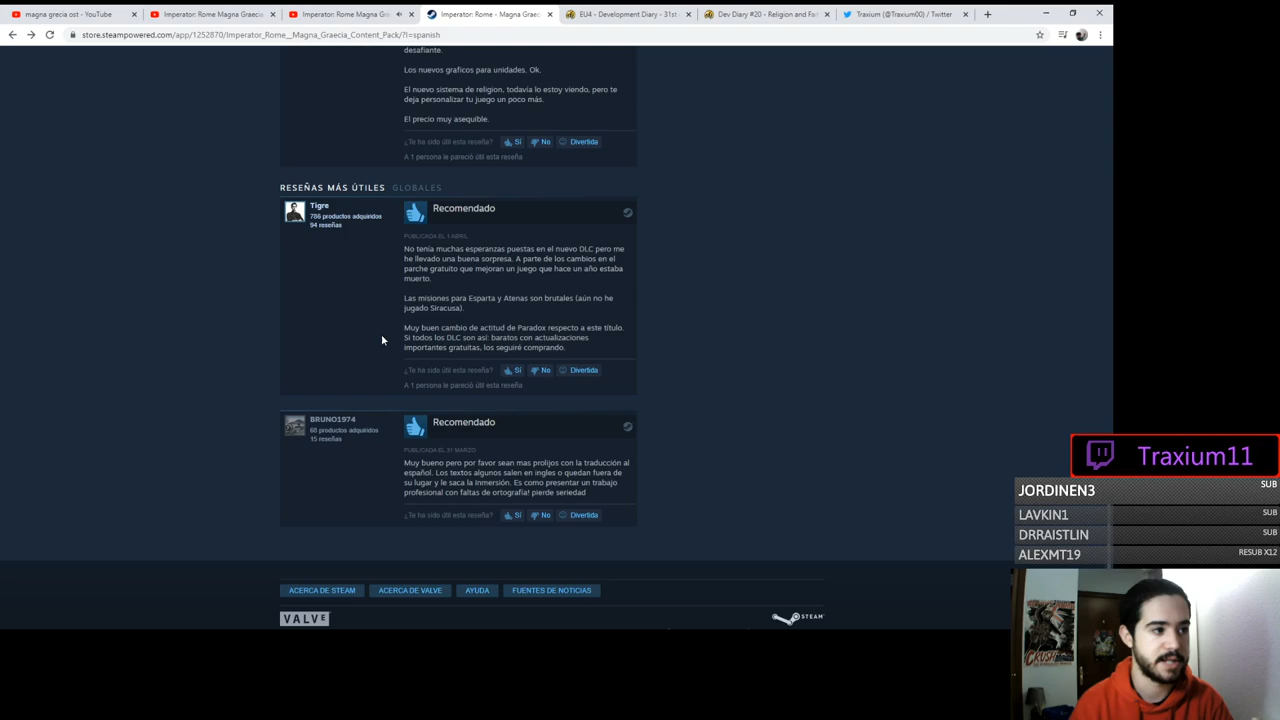 magna grecia ost - YouTube
Imperator: Rome Magna Graecia
Imperator: Rome Magna Gra
Imperator: Rome - Magna Graec
EU4 - Development Diary - 31st
Dev Diary #20 - Religion and Fai
Traxium (@Traxium00) / Twitter
store.steampowered.com/app/1252870/Imperator_Rome__Magna_Graecia_Content_Pack/?l=spanish
desafiante.
Los nuevos graficos para unidades. Ok.
El nuevo sistema de religion, todavía lo estoy viendo, pero te
deja personalizar tu juego un poco más.
El precio muy asequible.
¿Te ha sido útil esta reseña? Sí No Divertida
A 1 persona le pareció útil esta reseña
RESEÑAS MÁS ÚTILES GLOBALES
Tigre
786 productos adquiridos
94 reseñas
Recomendado
PUBLICADA EL 1 ABRIL
No tenía muchas esperanzas puestas en el nuevo DLC pero me
he llevado una buena sorpresa. A parte de los cambios en el
parche gratuito que mejoran un juego que hace un año estaba
muerto.
Las misiones para Esparta y Atenas son brutales (aún no he
jugado Siracusa).
Muy buen cambio de actitud de Paradox respecto a este título.
Si todos los DLC son así: baratos con actualizaciones
importantes gratuitas, los seguiré comprando.
¿Te ha sido útil esta reseña? Sí No Divertida
A 1 persona le pareció útil esta reseña
BRUNO1974
60 productos adquiridos
15 reseñas
Recomendado
PUBLICADA EL 31 MARZO
Muy bueno pero por favor sean mas prolijos con la traducción al
español. Los textos algunos salen en ingles o quedan fuera de
su lugar y le saca la Inmersión. Es como presentar un trabajo
profesional con faltas de ortografía! pierde seriedad
¿Te ha sido útil esta reseña? Sí No Divertida
ACERCA DE STEAM ACERCA DE VALVE AYUDA FUENTES DE NOTICIAS
VALVE
STEAM
Traxium11
JORDINEN3 SUB
LAVKIN1 SUB
DRRAISTLIN SUB
ALEXMT19 RESUB X12